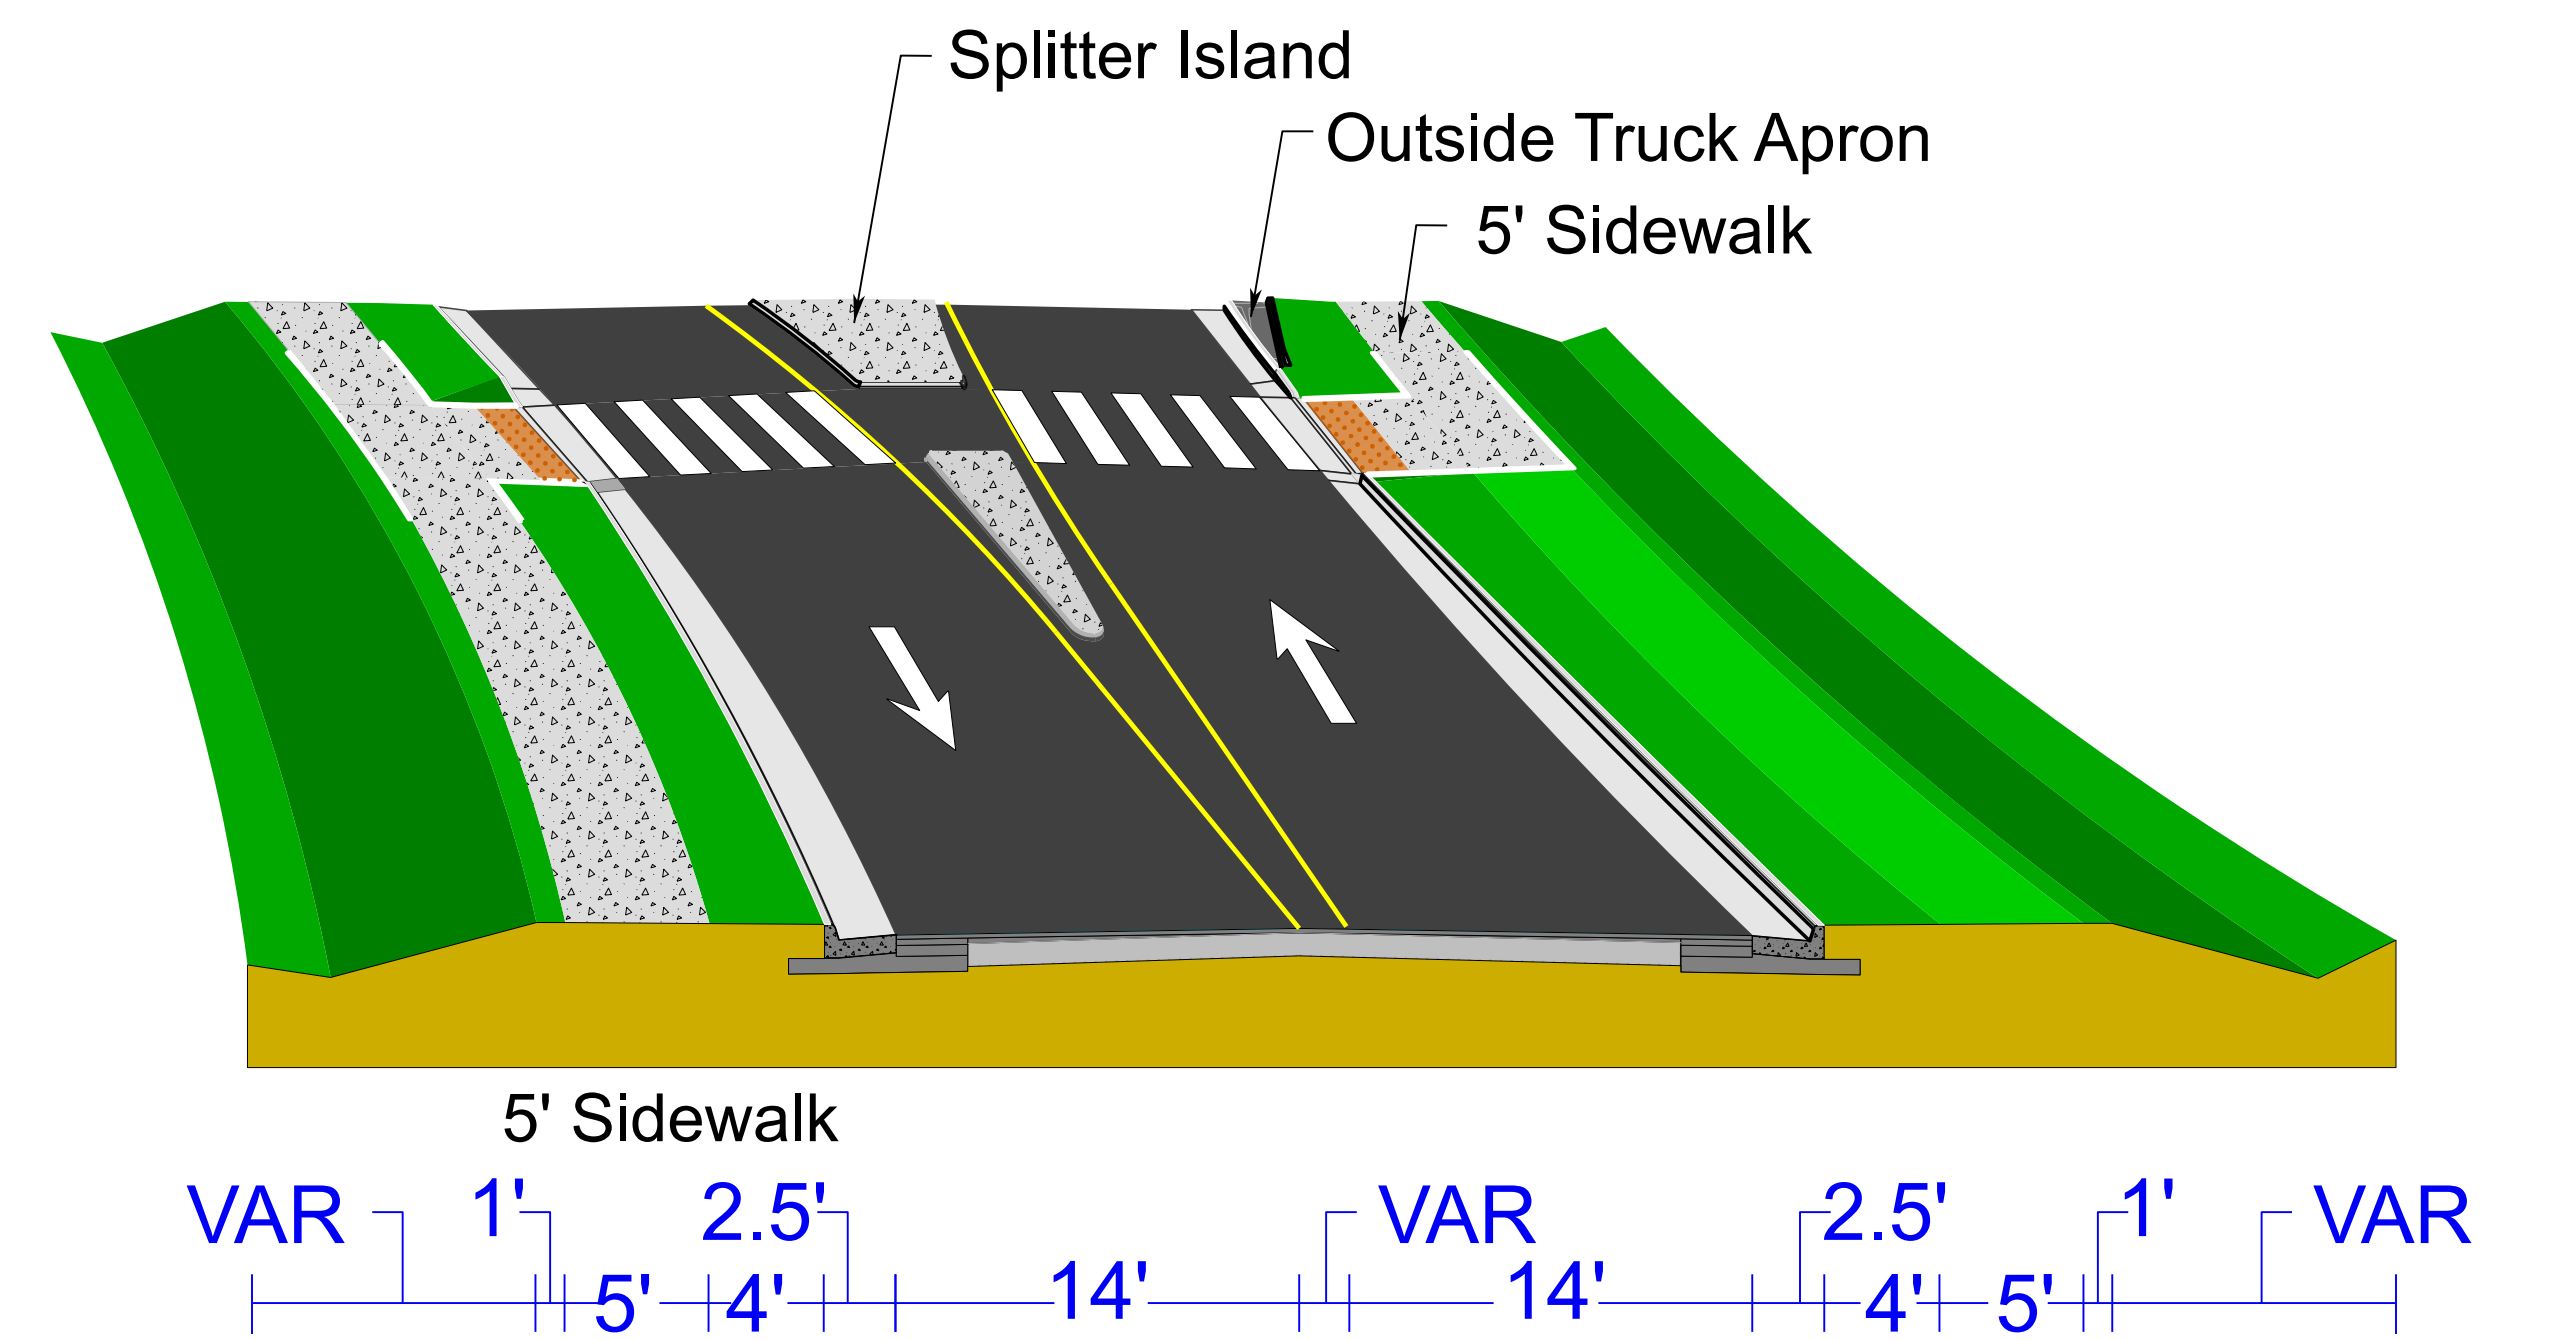 Splitter Island
Outside Truck Apron
5' Sidewalk
5' Sidewalk
VAR 1' 2.5' VAR 2.5' 1' VAR
5' 4' 14' 14' 4' 5'